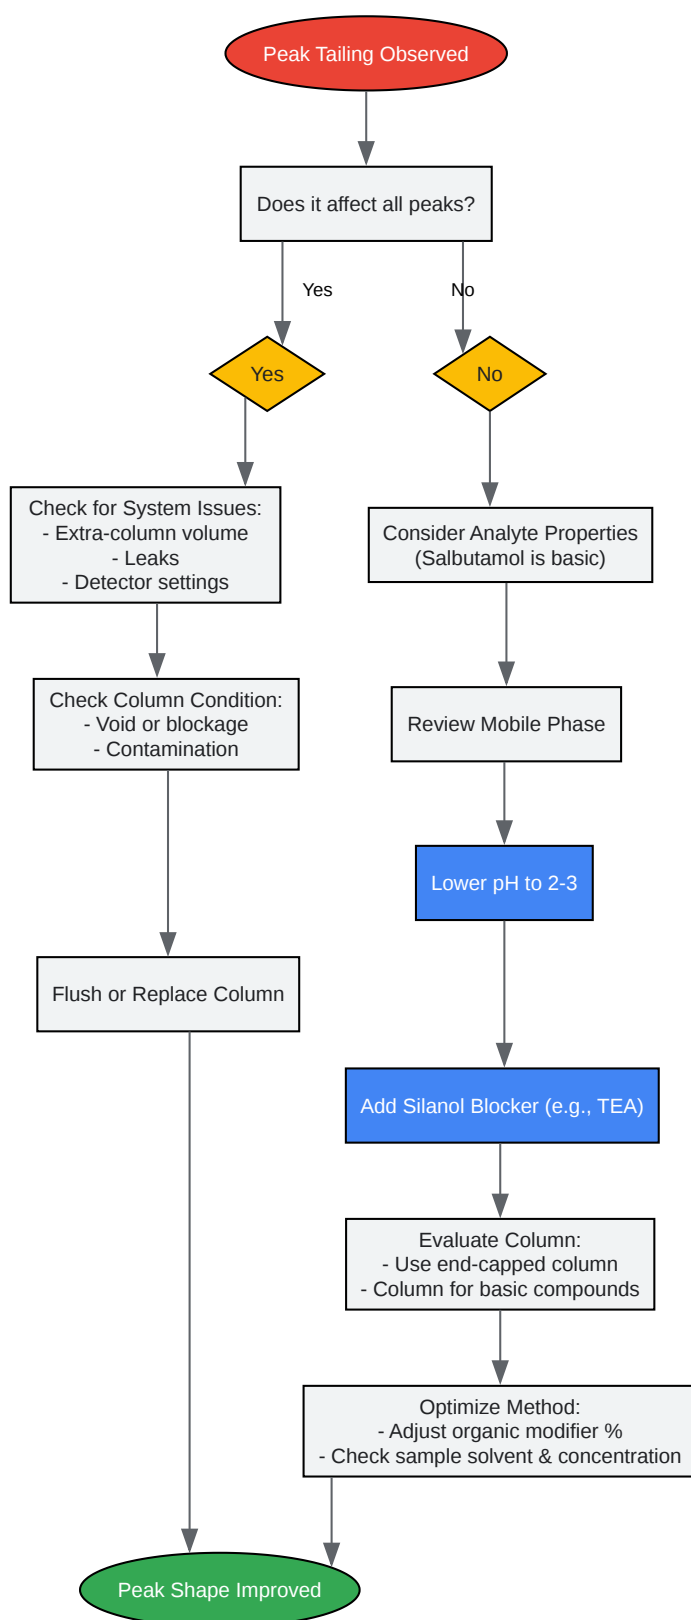 Peak Tailing Observed
Does it affect all peaks?
Yes
No
Yes
No
Check for System Issues:
- Extra-column volume
- Leaks
- Detector settings
Consider Analyte Properties
(Salbutamol is basic)
Check Column Condition:
- Void or blockage
- Contamination
Review Mobile Phase
Lower pH to 2-3
Flush or Replace Column
Add Silanol Blocker (e.g., TEA)
Evaluate Column:
- Use end-capped column
- Column for basic compounds
Optimize Method:
- Adjust organic modifier %
- Check sample solvent & concentration
Peak Shape Improved